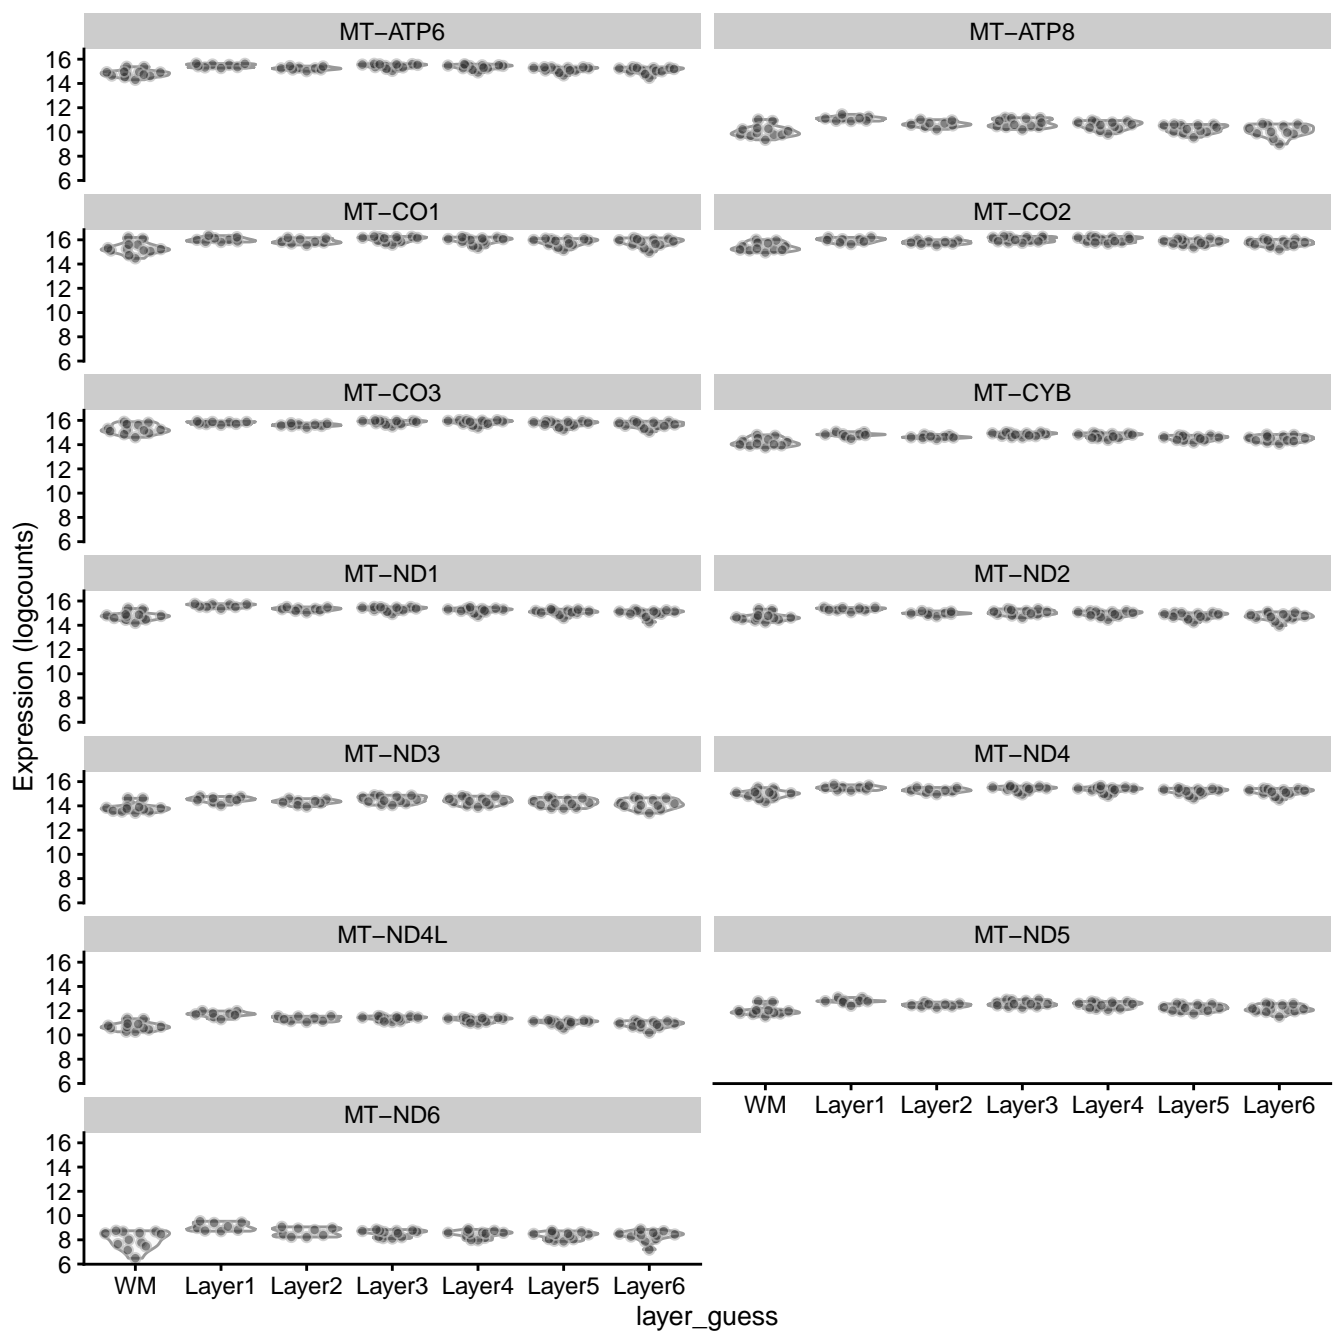 MT−ATP6
MT−ATP8
16
14
12
10
8
6
MT−CO1
MT−CO2
16
14
12
10
8
6
MT−CO3
MT−CYB
16
14
12
10
8
6
MT−ND1
MT−ND2
16
14
12
10
8
6
Expression (logcounts)
MT−ND3
MT−ND4
16
14
12
10
8
6
MT−ND4L
MT−ND5
16
14
12
10
8
6
WM Layer1 Layer2 Layer3 Layer4 Layer5 Layer6
MT−ND6
16
14
12
10
8
6
WM Layer1 Layer2 Layer3 Layer4 Layer5 Layer6
layer_guess